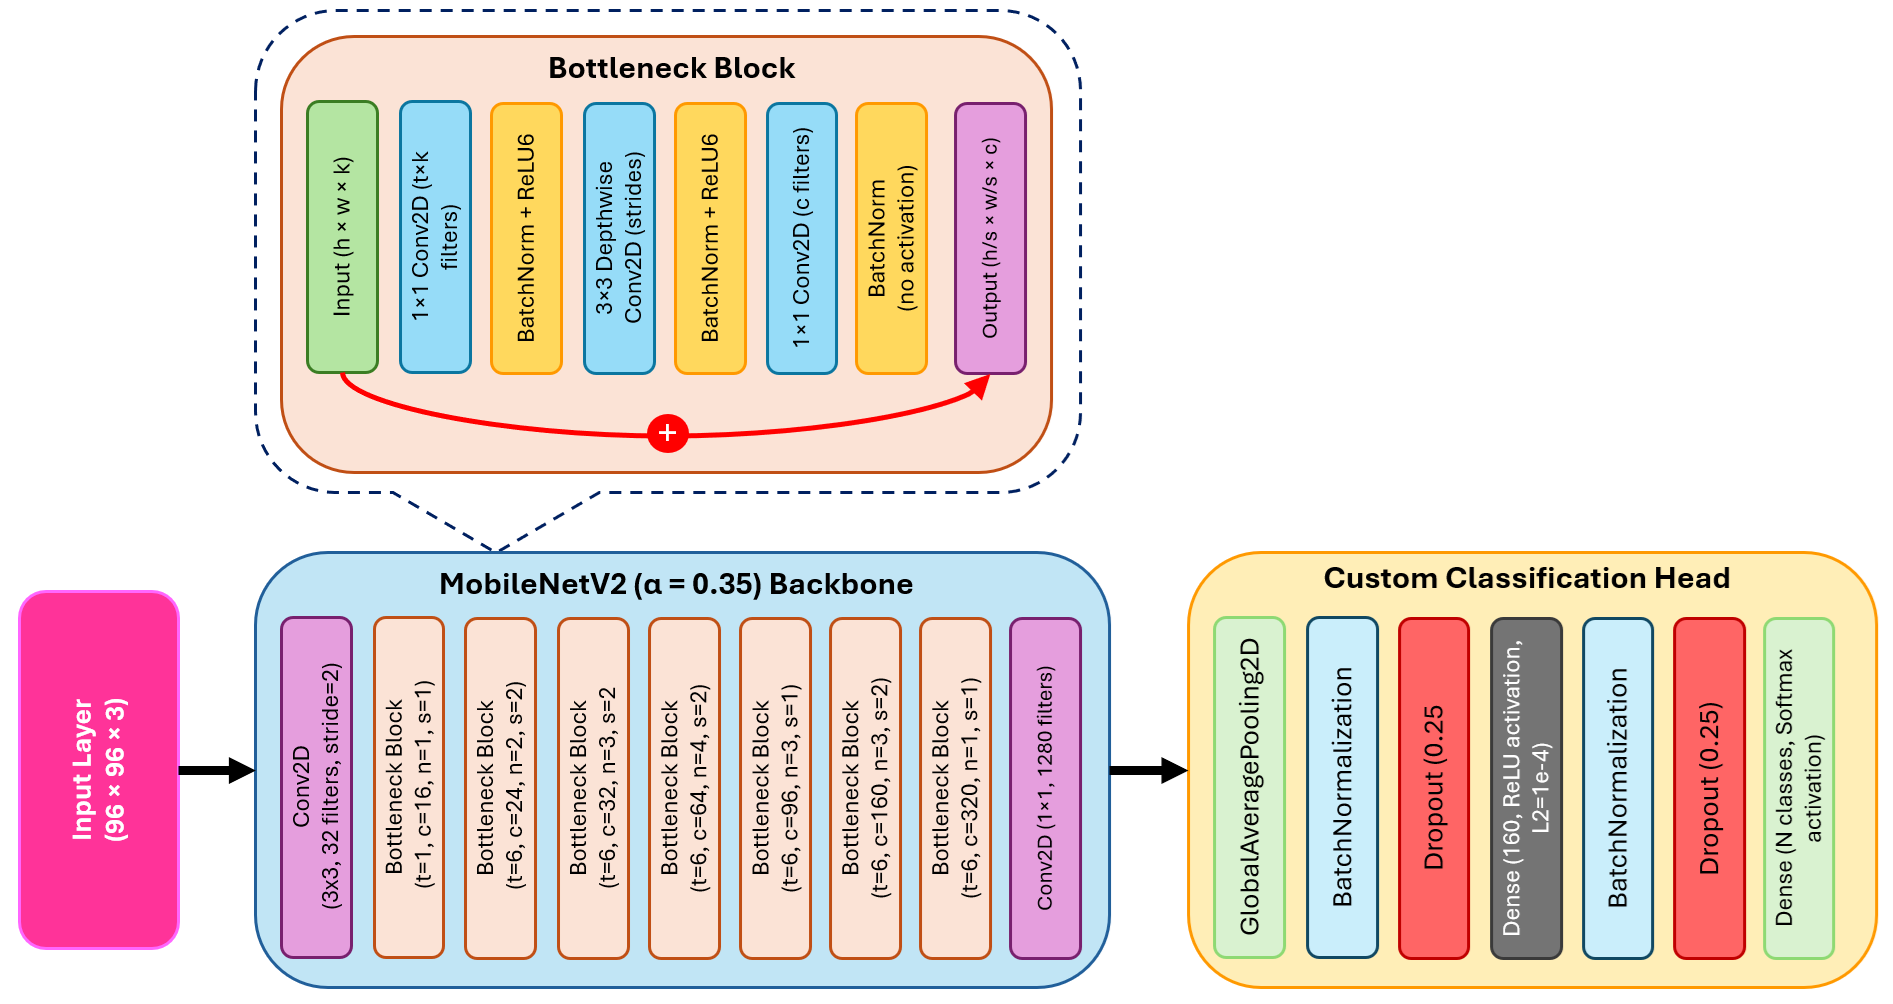 Bottleneck Block
Input (h × w × k)
1×1 Conv2D (t×k
filters)
BatchNorm + ReLU6
3×3 Depthwise
Conv2D (strides)
BatchNorm + ReLU6
1×1 Conv2D (c filters)
BatchNorm
(no activation)
Output (h/s × w/s × c)
+
Input Layer
(96 × 96 × 3)
MobileNetV2 (α = 0.35) Backbone
Conv2D
(3x3, 32 filters, stride=2)
Bottleneck Block
(t=1, c=16, n=1, s=1)
Bottleneck Block
(t=6, c=24, n=2, s=2)
Bottleneck Block
(t=6, c=32, n=3, s=2
Bottleneck Block
(t=6, c=64, n=4, s=2)
Bottleneck Block
(t=6, c=96, n=3, s=1)
Bottleneck Block
(t=6, c=160, n=3, s=2)
Bottleneck Block
(t=6, c=320, n=1, s=1)
Conv2D (1×1, 1280 filters)
Custom Classification Head
GlobalAveragePooling2D
BatchNormalization
Dropout (0.25
Dense (160, ReLU activation,
L2=1e-4)
BatchNormalization
Dropout (0.25)
Dense (N classes, Softmax
activation)